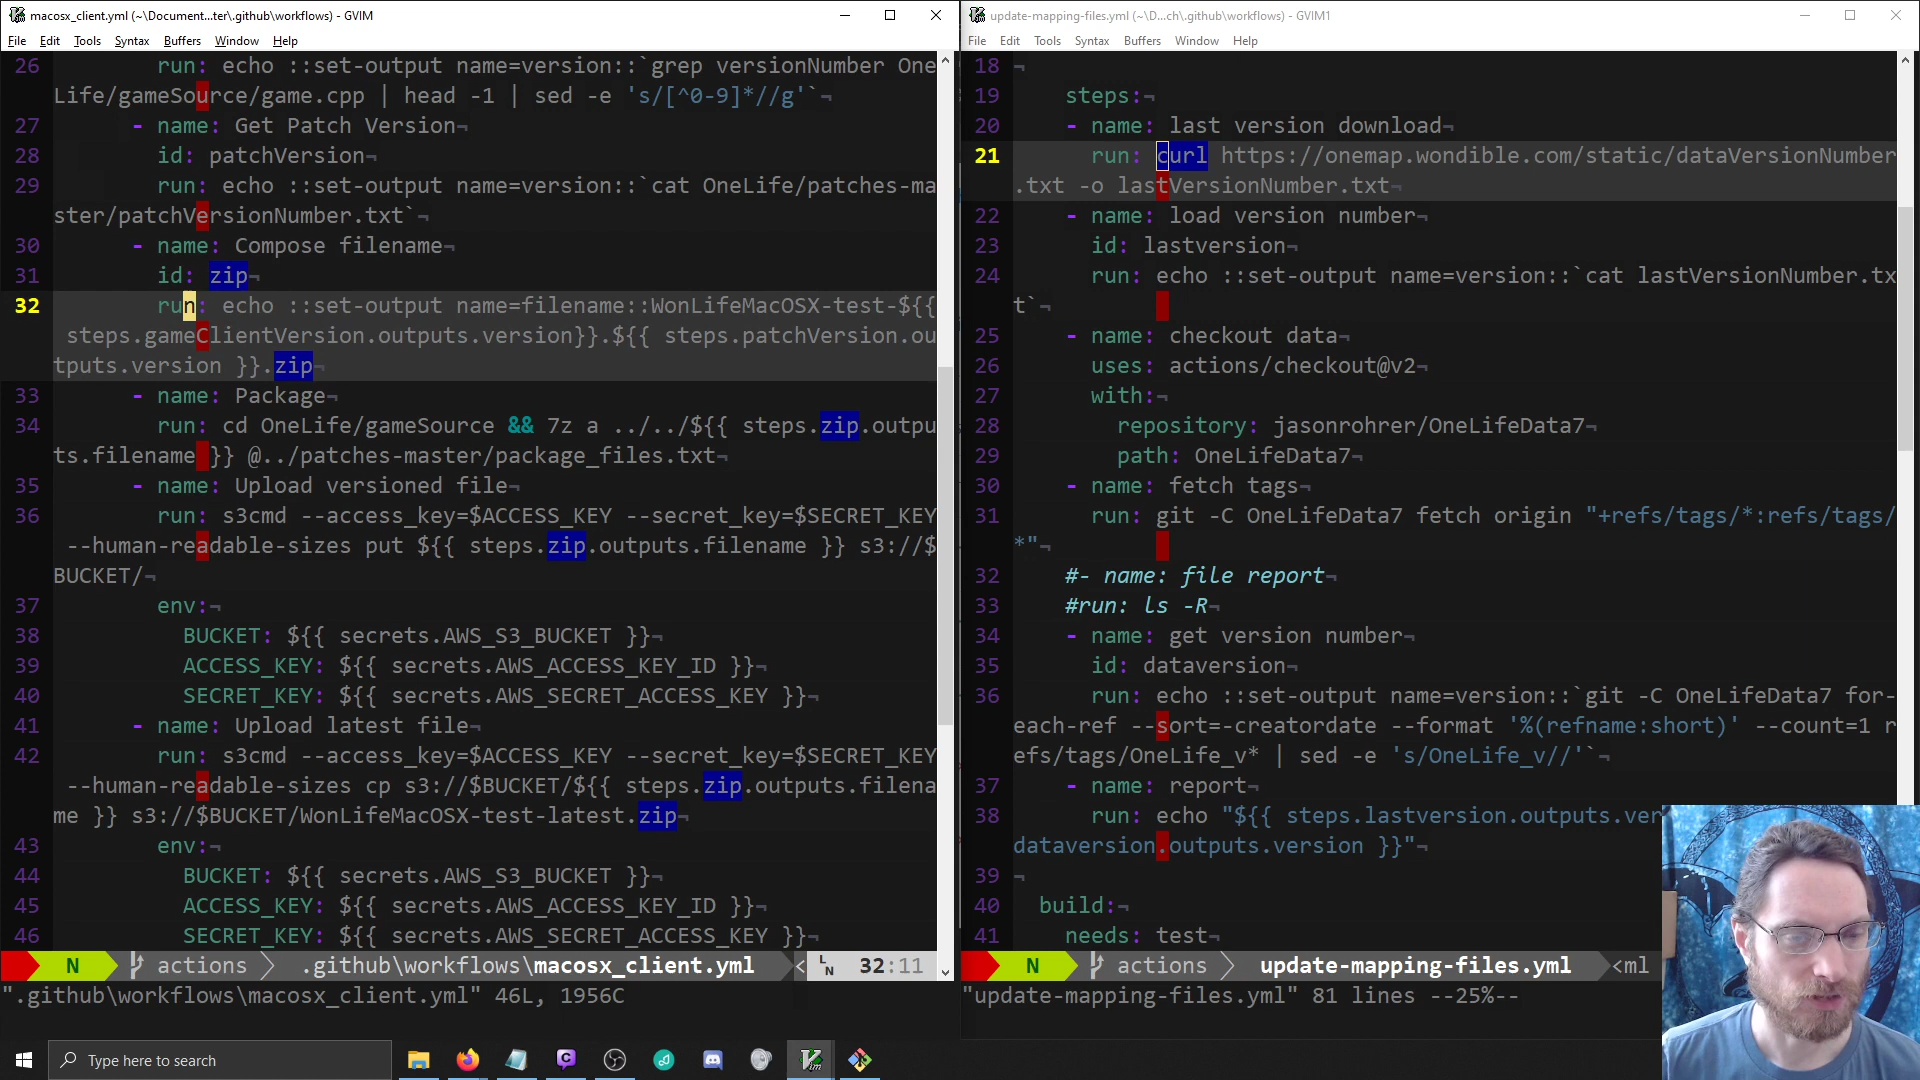 macosx_client.yml (~\Document...ter\.github\workflows) - GVIM
File Edit Tools Syntax Buffers Window Help
26 run: echo ::set-output name=version::`grep versionNumber One
Life/gameSource/game.cpp | head -1 | sed -e 's/[^0-9]*//g'`¬
27 - name: Get Patch Version¬
28 id: patchVersion¬
29 run: echo ::set-output name=version::`cat OneLife/patches-ma
ster/patchVersionNumber.txt`¬
30 - name: Compose filename¬
31 id: zip¬
32 run: echo ::set-output name=filename::WonLifeMacOSX-test-${{
steps.gameClientVersion.outputs.version}}.${{ steps.patchVersion.ou
tputs.version }}.zip¬
33 - name: Package¬
34 run: cd OneLife/gameSource && 7z a ../../${{ steps.zip.outpu
ts.filename }} @../patches-master/package_files.txt¬
35 - name: Upload versioned file¬
36 run: s3cmd --access_key=$ACCESS_KEY --secret_key=$SECRET_KEY
--human-readable-sizes put ${{ steps.zip.outputs.filename }} s3://$
BUCKET/¬
37 env:¬
38 BUCKET: ${{ secrets.AWS_S3_BUCKET }}¬
39 ACCESS_KEY: ${{ secrets.AWS_ACCESS_KEY_ID }}¬
40 SECRET_KEY: ${{ secrets.AWS_SECRET_ACCESS_KEY }}¬
41 - name: Upload latest file¬
42 run: s3cmd --access_key=$ACCESS_KEY --secret_key=$SECRET_KEY
--human-readable-sizes cp s3://$BUCKET/${{ steps.zip.outputs.filena
me }} s3://$BUCKET/WonLifeMacOSX-test-latest.zip¬
43 env:¬
44 BUCKET: ${{ secrets.AWS_S3_BUCKET }}¬
45 ACCESS_KEY: ${{ secrets.AWS_ACCESS_KEY_ID }}¬
46 SECRET_KEY: ${{ secrets.AWS_SECRET_ACCESS_KEY }}¬
N actions .github\workflows\macosx_client.yml < LN 32:11
".github\workflows\macosx_client.yml" 46L, 1956C
update-mapping-files.yml (~\D...ch\.github\workflows) - GVIM1
File Edit Tools Syntax Buffers Window Help
18 ¬
19 steps:¬
20 - name: last version download¬
21 run: curl https://onemap.wondible.com/static/dataVersionNumber
.txt -o lastVersionNumber.txt¬
22 - name: load version number¬
23 id: lastversion¬
24 run: echo ::set-output name=version::`cat lastVersionNumber.tx
t`¬
25 - name: checkout data¬
26 uses: actions/checkout@v2¬
27 with:¬
28 repository: jasonrohrer/OneLifeData7¬
29 path: OneLifeData7¬
30 - name: fetch tags¬
31 run: git -C OneLifeData7 fetch origin "+refs/tags/*:refs/tags/
*"¬
32 #- name: file report¬
33 #run: ls -R¬
34 - name: get version number¬
35 id: dataversion¬
36 run: echo ::set-output name=version::`git -C OneLifeData7 for-
each-ref --sort=-creatordate --format '%(refname:short)' --count=1 r
efs/tags/OneLife_v* | sed -e 's/OneLife_v//'`¬
37 - name: report¬
38 run: echo "${{ steps.lastversion.outputs.ver
dataversion.outputs.version }}"¬
39 ¬
40 build:¬
41 needs: test¬
N actions update-mapping-files.yml <ml
"update-mapping-files.yml" 81 lines --25%--
Type here to search